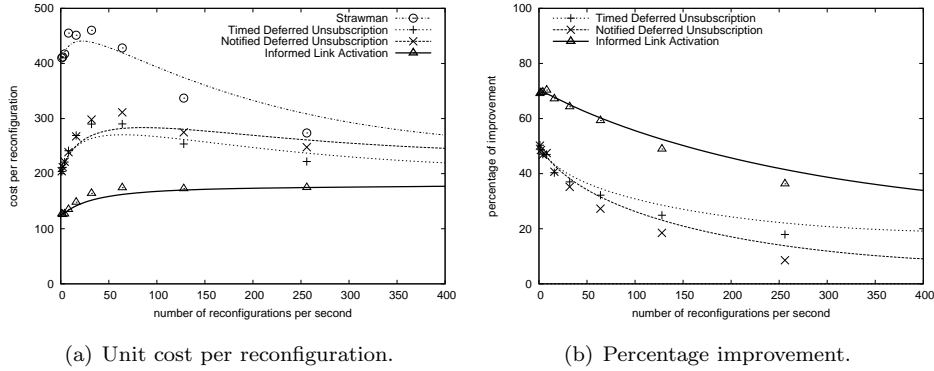 500
400
300
200
100
0
cost per reconfiguration
Strawman
Timed Deferred Unsubscription
Notified Deferred Unsubscription
Informed Link Activation
0 50 100 150 200 250 300 350 400
number of reconfigurations per second
(a) Unit cost per reconfiguration.
100
80
60
40
20
0
percentage of improvement
Timed Deferred Unsubscription
Notified Deferred Unsubscription
Informed Link Activation
0 50 100 150 200 250 300 350 400
number of reconfigurations per second
(b) Percentage improvement.